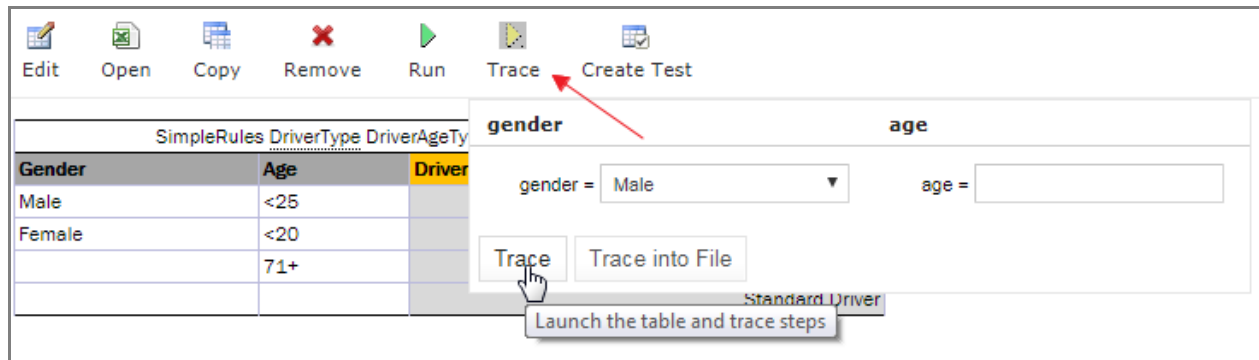 Edit Open Copy Remove Run Trace Create Test
gender age
SimpleRules DriverType DriverAgeTy
Gender Age Driver
gender = Male age =
Male <25
Female <20
Trace Trace into File
71+
Standard Driver
Launch the table and trace steps